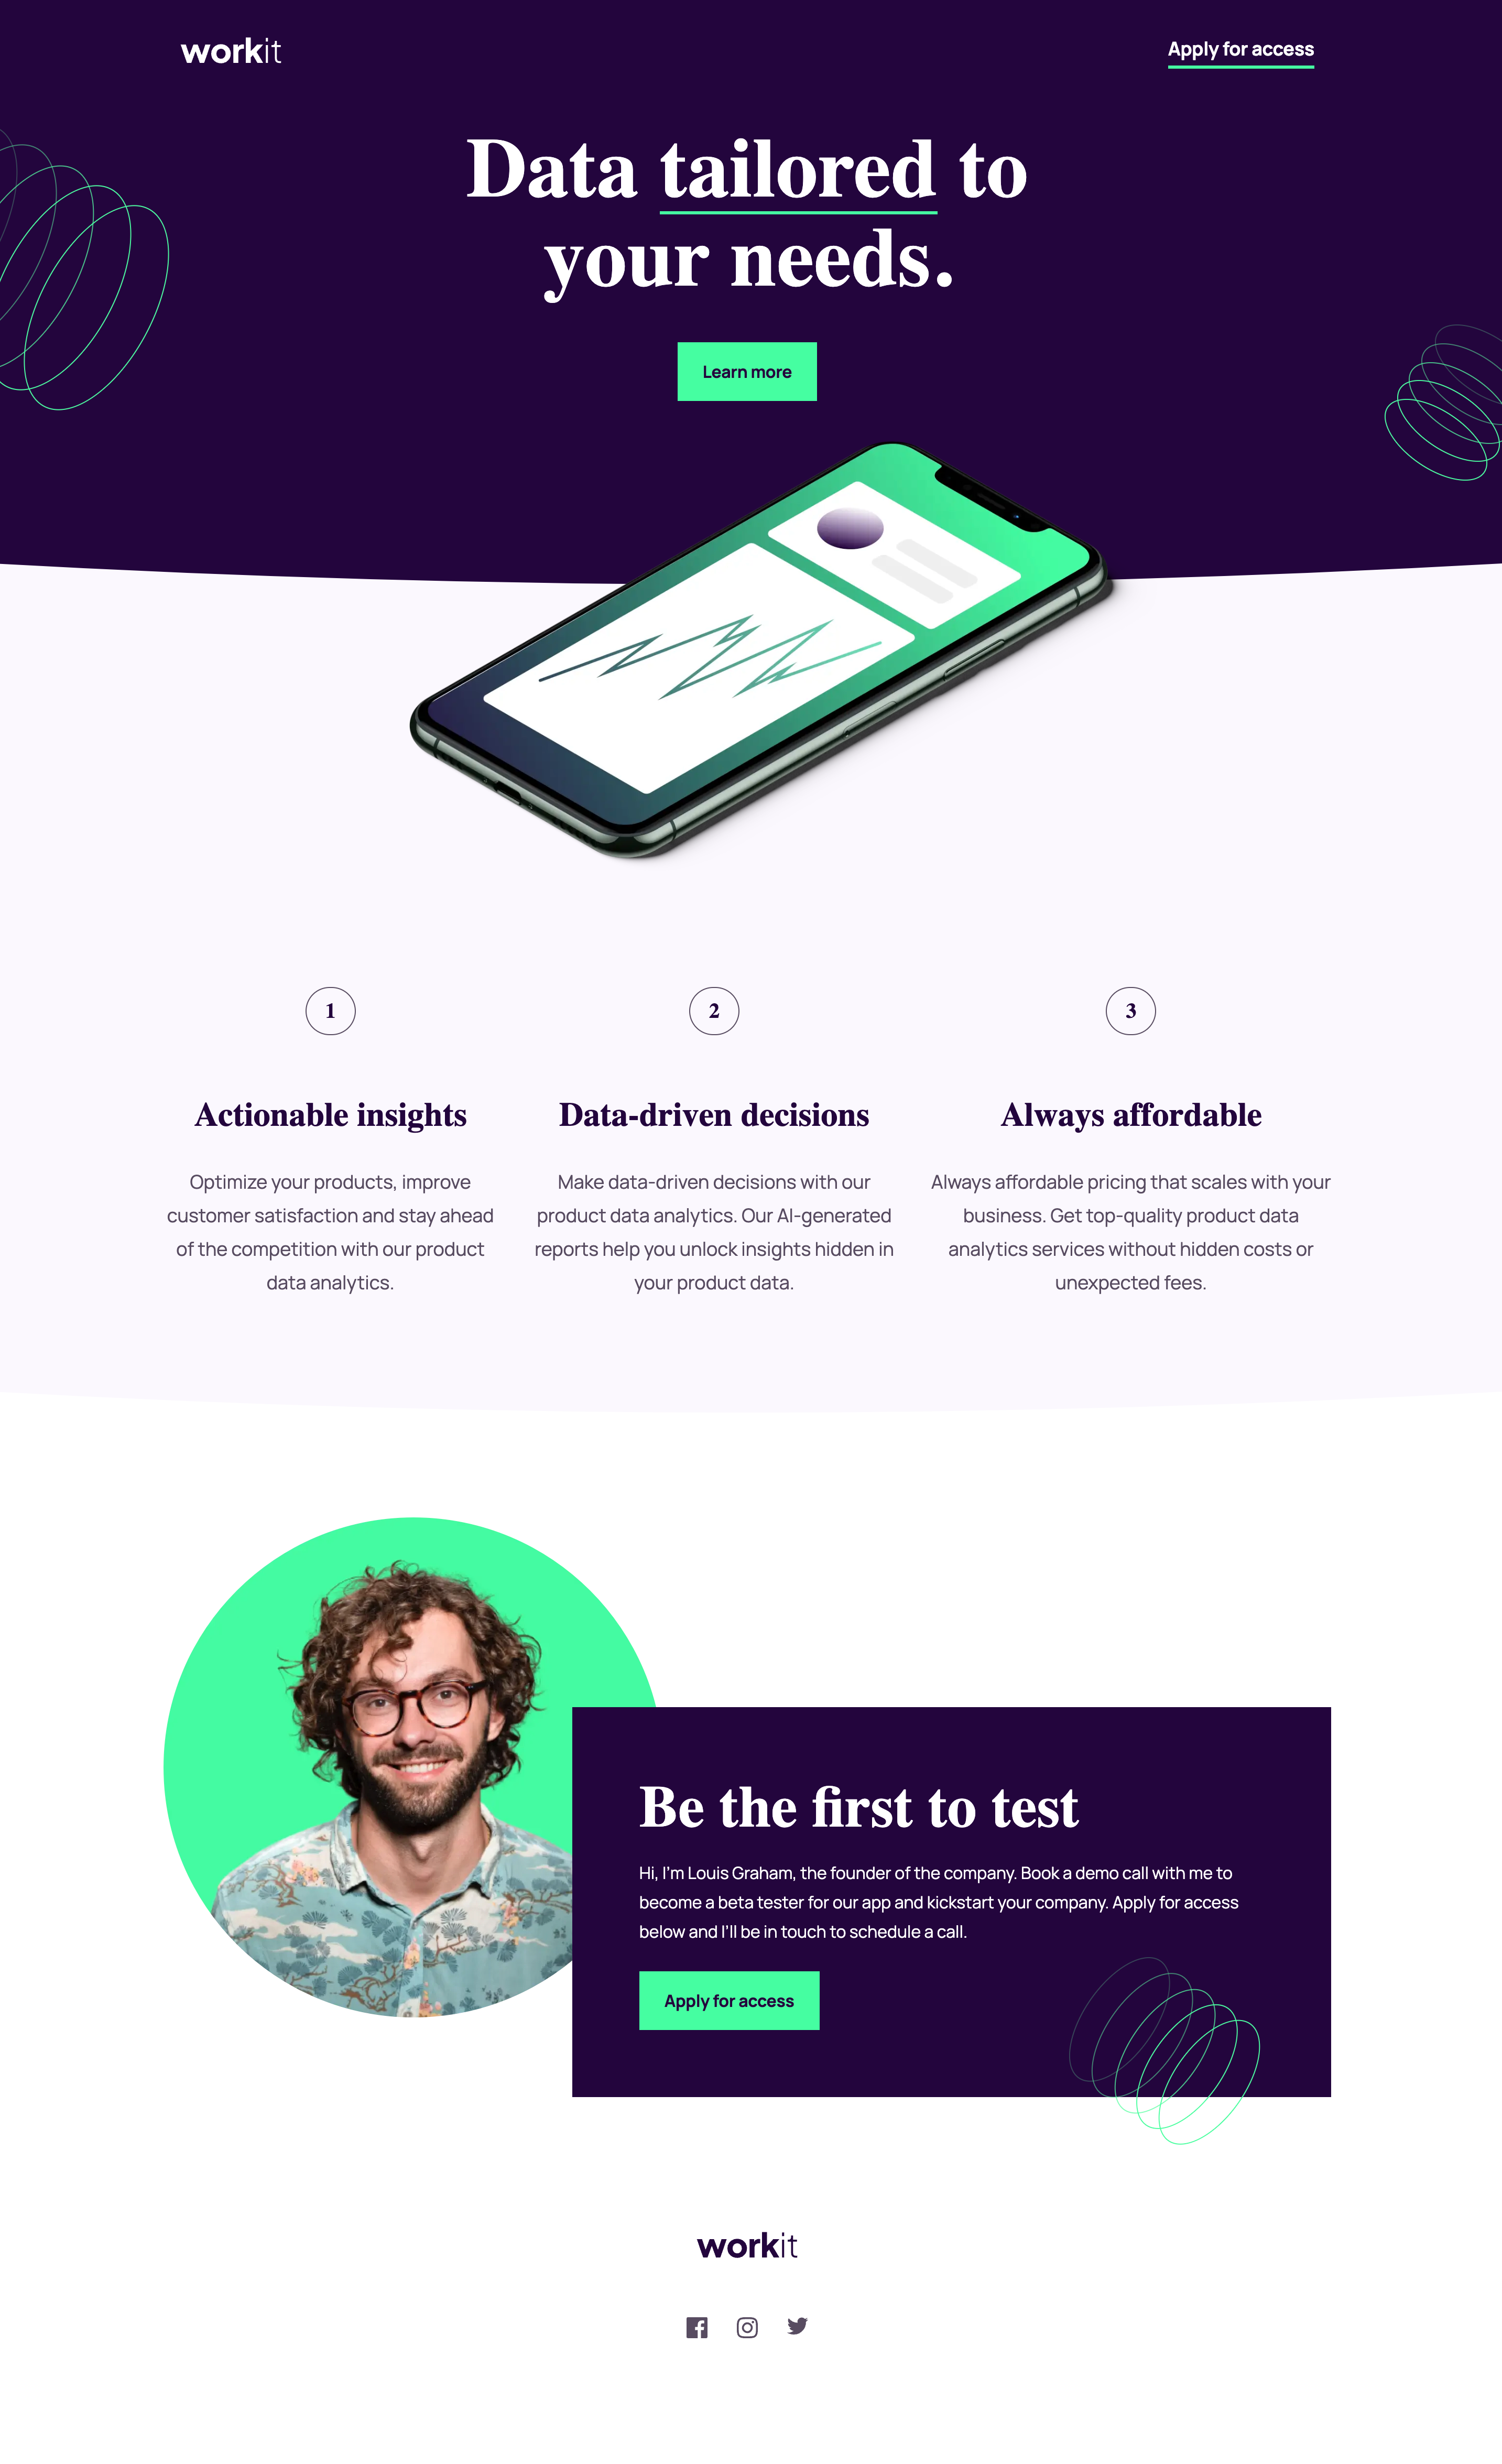 workit
Apply for access
Data tailored to
your needs.
Learn more
1
Actionable insights
Optimize your products, improve
customer satisfaction and stay ahead
of the competition with our product
data analytics.
2
Data-driven decisions
Make data-driven decisions with our
product data analytics. Our AI-generated
reports help you unlock insights hidden in
your product data.
3
Always affordable
Always affordable pricing that scales with your
business. Get top-quality product data
analytics services without hidden costs or
unexpected fees.
Be the first to test
Hi, I'm Louis Graham, the founder of the company. Book a demo call with me to
become a beta tester for our app and kickstart your company. Apply for access
below and I'll be in touch to schedule a call.
Apply for access
workit